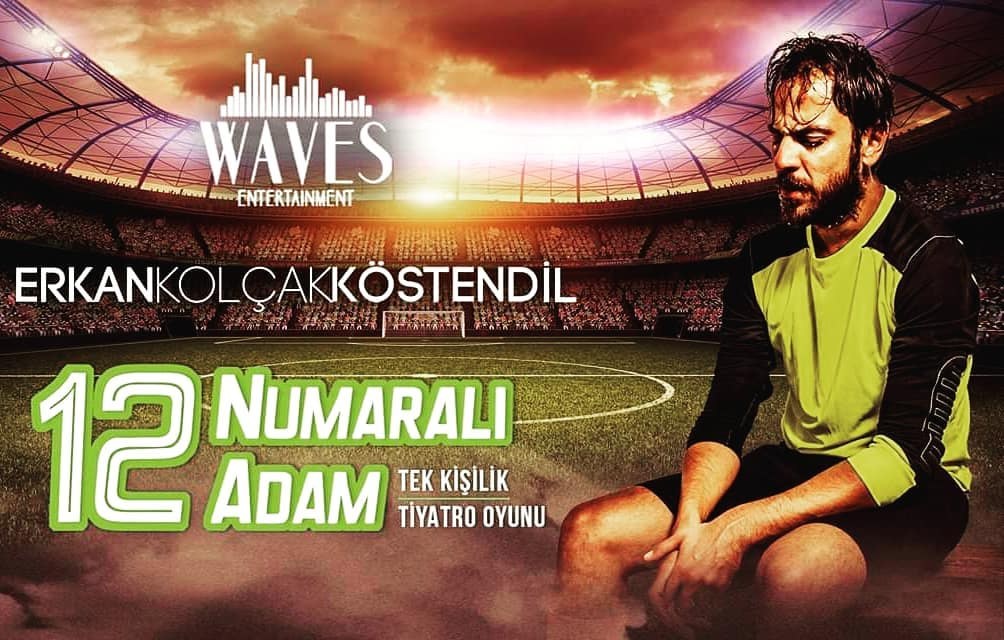 WAVES
ENTERTAINMENT
ERKANKOLÇAKKÖSTENDİL
12 NUMARALI
ADAM
TEK KİŞİLİK
TİYATRO OYUNU